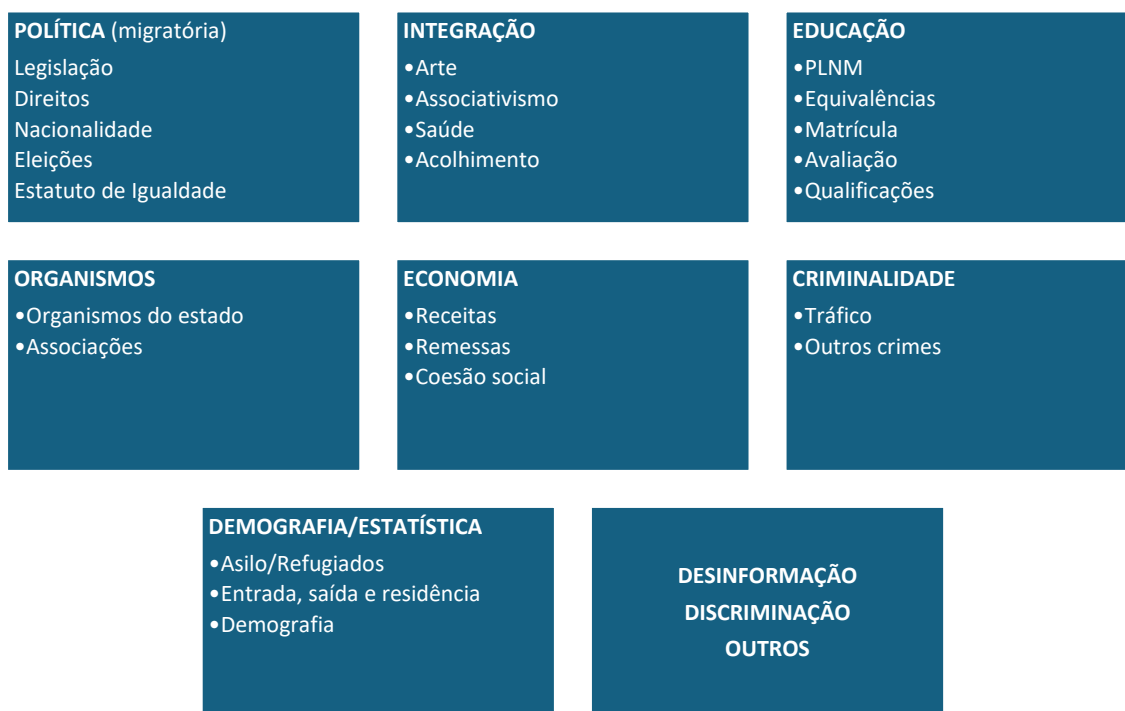 POLÍTICA (migratória)
Legislação
Direitos
Nacionalidade
Eleições
Estatuto de Igualdade
INTEGRAÇÃO
•Arte
•Associativismo
•Saúde
•Acolhimento
EDUCAÇÃO
•PLNM
•Equivalências
•Matrícula
•Avaliação
•Qualificações
ORGANISMOS
•Organismos do estado
•Associações
ECONOMIA
•Receitas
•Remessas
•Coesão social
CRIMINALIDADE
•Tráfico
•Outros crimes
DEMOGRAFIA/ESTATÍSTICA
•Asilo/Refugiados
•Entrada, saída e residência
•Demografia
DESINFORMAÇÃO
DISCRIMINAÇÃO
OUTROS